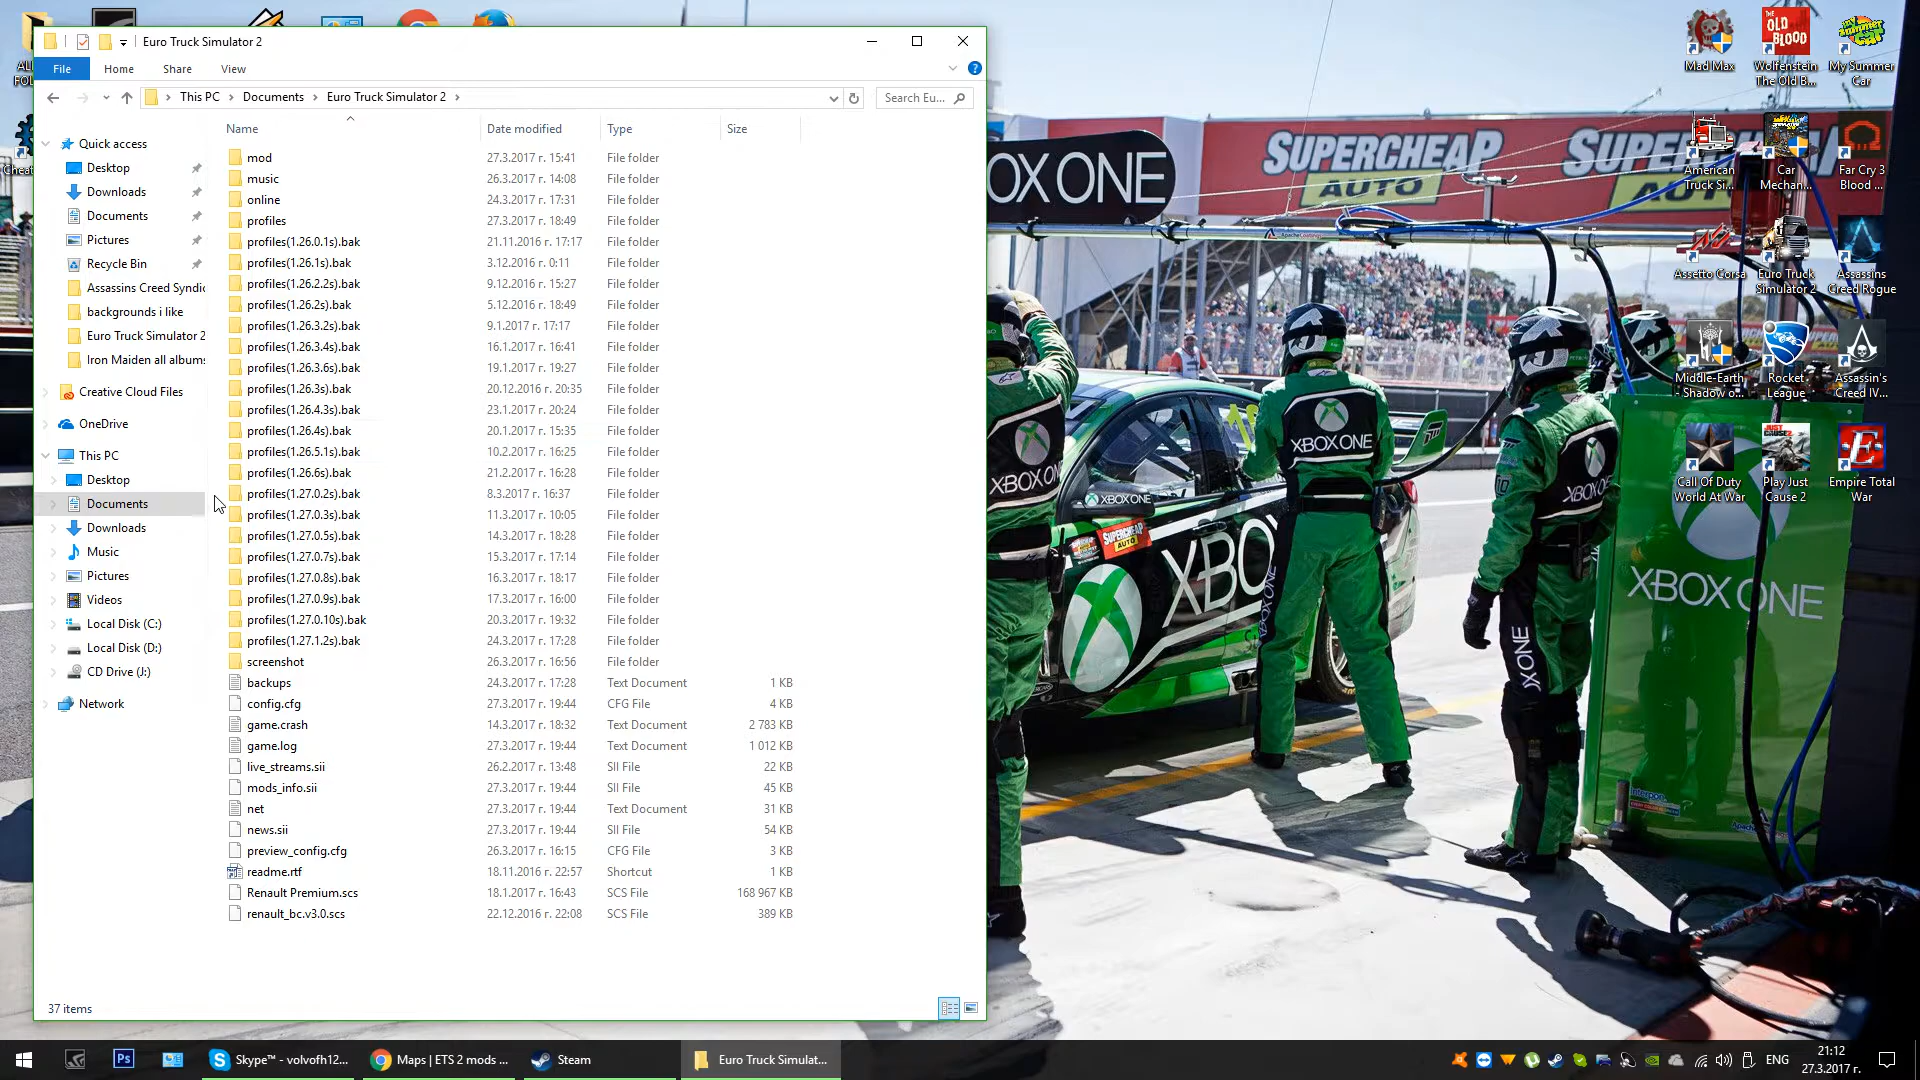 Euro Truck Simulator 2
File
Home
Share
View
This PC
Documents
Euro Truck Simulator 2
Search Eu...
Name
Date modified
Type
Size
Quick access
Desktop
Downloads
Documents
Pictures
Recycle Bin
Assassins Creed Syndic
backgrounds i like
Euro Truck Simulator 2
Iron Maiden all albums
Creative Cloud Files
OneDrive
This PC
Desktop
Documents
Downloads
Music
Pictures
Videos
Local Disk (C:)
Local Disk (D:)
CD Drive (J:)
Network
mod 27.3.2017 г. 15:41 File folder
music 26.3.2017 г. 14:08 File folder
online 24.3.2017 г. 17:31 File folder
profiles 27.3.2017 г. 18:49 File folder
profiles(1.26.0.1s).bak 21.11.2016 г. 17:17 File folder
profiles(1.26.1s).bak 3.12.2016 г. 0:11 File folder
profiles(1.26.2.2s).bak 9.12.2016 г. 15:27 File folder
profiles(1.26.2s).bak 5.12.2016 г. 18:49 File folder
profiles(1.26.3.2s).bak 9.1.2017 г. 17:17 File folder
profiles(1.26.3.4s).bak 16.1.2017 г. 16:41 File folder
profiles(1.26.3.6s).bak 19.1.2017 г. 19:27 File folder
profiles(1.26.3s).bak 20.12.2016 г. 20:35 File folder
profiles(1.26.4.3s).bak 23.1.2017 г. 20:24 File folder
profiles(1.26.4s).bak 20.1.2017 г. 15:35 File folder
profiles(1.26.5.1s).bak 10.2.2017 г. 16:25 File folder
profiles(1.26.6s).bak 21.2.2017 г. 16:28 File folder
profiles(1.27.0.2s).bak 8.3.2017 г. 16:37 File folder
profiles(1.27.0.3s).bak 11.3.2017 г. 10:05 File folder
profiles(1.27.0.5s).bak 14.3.2017 г. 18:28 File folder
profiles(1.27.0.7s).bak 15.3.2017 г. 17:14 File folder
profiles(1.27.0.8s).bak 16.3.2017 г. 18:17 File folder
profiles(1.27.0.9s).bak 17.3.2017 г. 16:00 File folder
profiles(1.27.0.10s).bak 20.3.2017 г. 19:32 File folder
profiles(1.27.1.2s).bak 24.3.2017 г. 17:28 File folder
screenshot 26.3.2017 г. 16:56 File folder
backups 24.3.2017 г. 17:28 Text Document 1 KB
config.cfg 27.3.2017 г. 19:44 CFG File 4 KB
game.crash 14.3.2017 г. 18:32 Text Document 2 783 KB
game.log 27.3.2017 г. 19:44 Text Document 1 012 KB
live_streams.sii 26.2.2017 г. 13:48 SII File 22 KB
mods_info.sii 27.3.2017 г. 19:44 SII File 45 KB
net 27.3.2017 г. 19:44 Text Document 31 KB
news.sii 27.3.2017 г. 19:44 SII File 54 KB
preview_config.cfg 26.3.2017 г. 16:15 CFG File 3 KB
readme.rtf 18.11.2016 г. 22:57 Shortcut 1 KB
Renault Premium.scs 18.1.2017 г. 16:43 SCS File 168 967 KB
renault_bc.v3.0.scs 22.12.2016 г. 22:08 SCS File 389 KB
37 items
Mad Max
THE OLD BLOOD
Wolfenstein The Old B...
My Summer Car
American Truck Si...
Car Mechan...
Far Cry 3 Blood ...
Assetto Corsa
Euro Truck Simulator 2
Assassins Creed Rogue
Middle-Earth - Shadow o...
Rocket League
Assassin's Creed IV...
Call Of Duty World At War
Play Just Cause 2
Empire Total War
OX ONE
SUPERCHEAP
AUTO
SUPERCHEA
XBOX ONE
XBOX ONE
XBOX ONE
SUPERCHEAP
AUTO
XBO
XBOX ONE
XBOX ONE
Skype™ - volvofh12...
Maps | ETS 2 mods ...
Steam
Euro Truck Simulat...
ENG
21:12
27.3.2017 г.